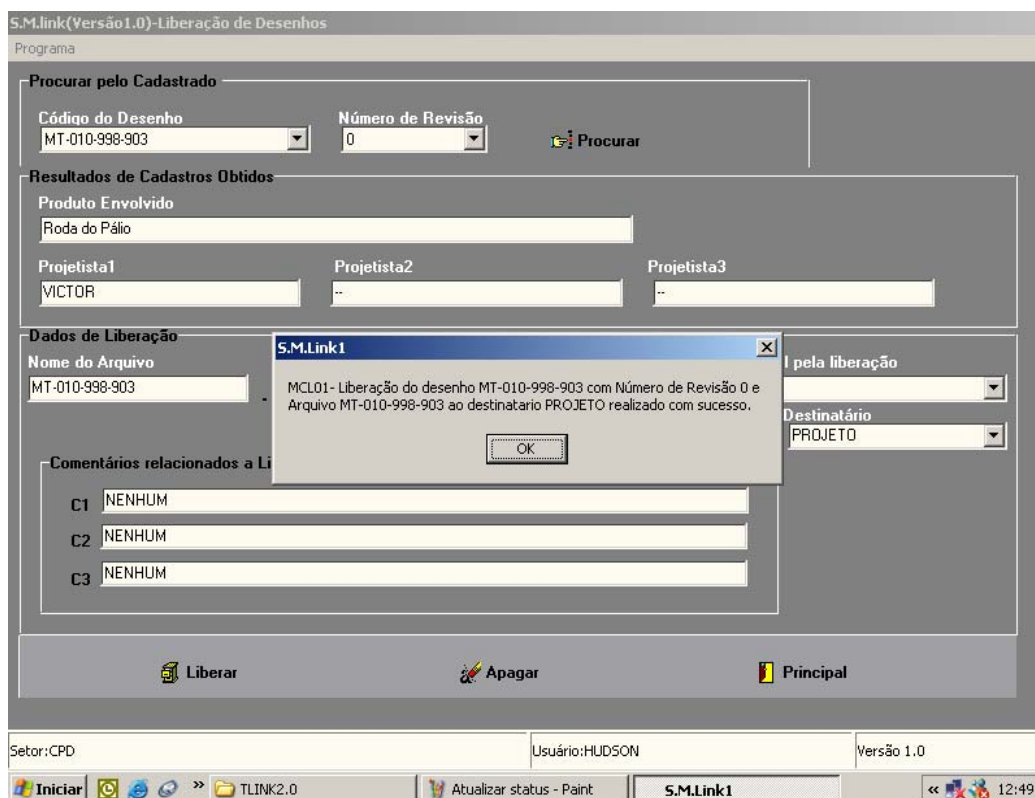 S.M.link(Versão1.0)-Liberação de Desenhos
Programa
Procurar pelo Cadastrado
Código do Desenho Número de Revisão
MT-010-998-903 0 Procurar
Resultados de Cadastros Obtidos
Produto Envolvido
Roda do Pálio
Projetista1 Projetista2 Projetista3
VICTOR -- --
Dados de Liberação
Nome do Arquivo S.M.Link1 l pela liberação
MT-010-998-903 -
MCL01- Liberação do desenho MT-010-998-903 com Número de Revisão 0 e
Arquivo MT-010-998-903 ao destinatario PROJETO realizado com sucesso.
OK
Destinatário
PROJETO
Comentários relacionados a Li
C1 NENHUM
C2 NENHUM
C3 NENHUM
Liberar Apagar Principal
Setor:CPD Usuário:HUDSON Versão 1.0
Iniciar » TLINK2.0 Atualizar status - Paint S.M.Link1 « 12:49